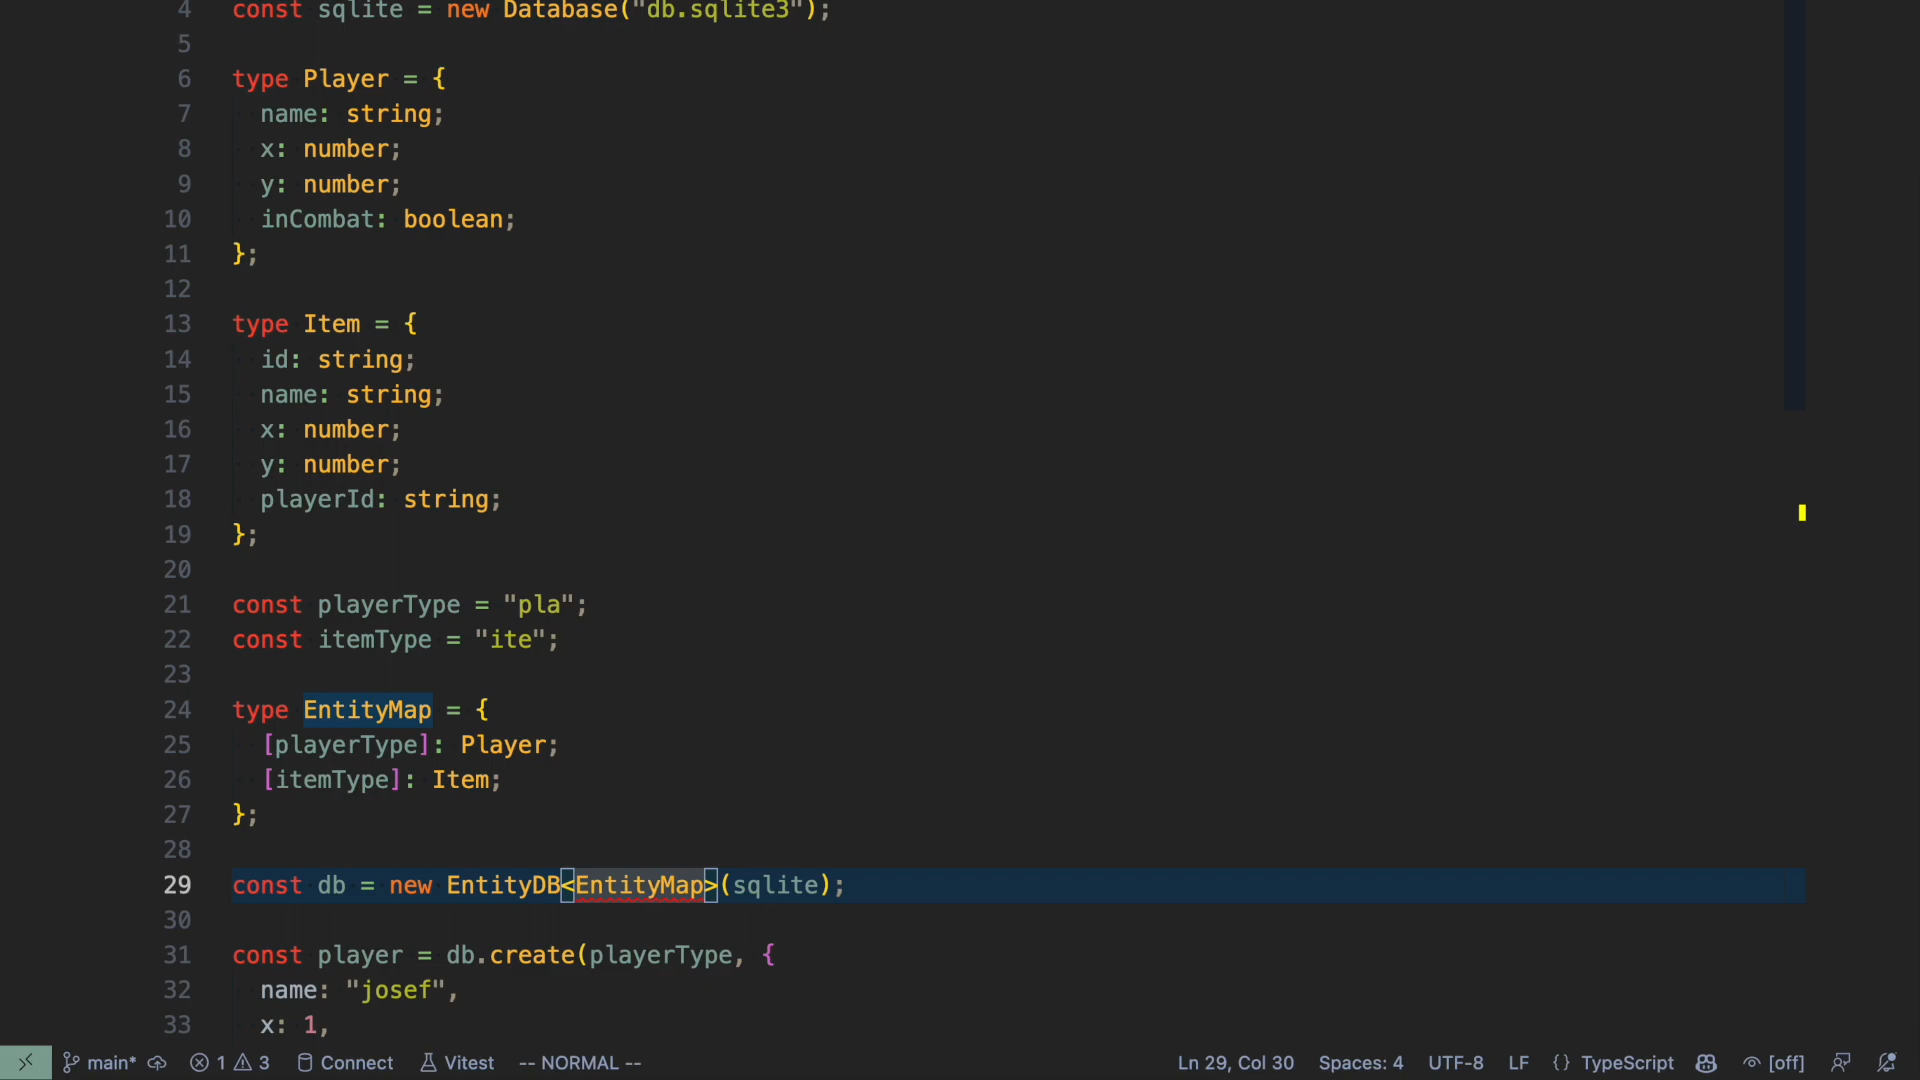 4 const sqlite = new Database("db.sqlite3");
5
6 type Player = {
7 name: string;
8 x: number;
9 y: number;
10 inCombat: boolean;
11 };
12
13 type Item = {
14 id: string;
15 name: string;
16 x: number;
17 y: number;
18 playerId: string;
19 };
20
21 const playerType = "pla";
22 const itemType = "ite";
23
24 type EntityMap = {
25 [playerType]: Player;
26 [itemType]: Item;
27 };
28
29 const db = new EntityDB<EntityMap>(sqlite);
30
31 const player = db.create(playerType, {
32 name: "josef",
33 x: 1,
main* 1 3 Connect Vitest -- NORMAL -- Ln 29, Col 30 Spaces: 4 UTF-8 LF {} TypeScript [off]